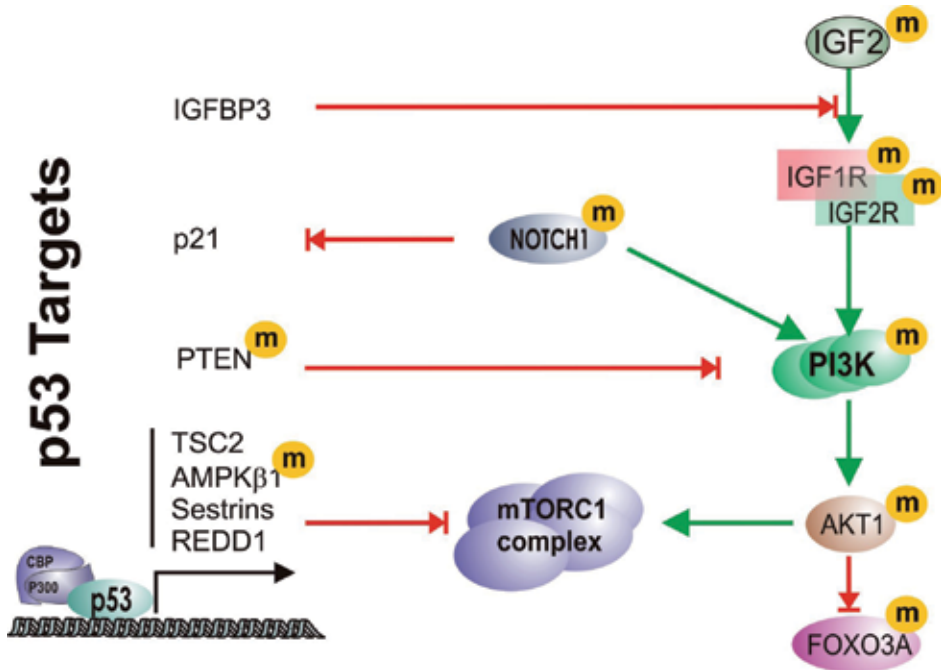 p53 Targets
IGF2
m
IGFBP3
IGF1R
m
IGF2R
m
p21
NOTCH1
m
PTEN
m
PI3K
m
TSC2
AMPKβ1
m
Sestrins
REDD1
mTORC1
complex
AKT1
m
CBP
P300
p53
FOXO3A
m